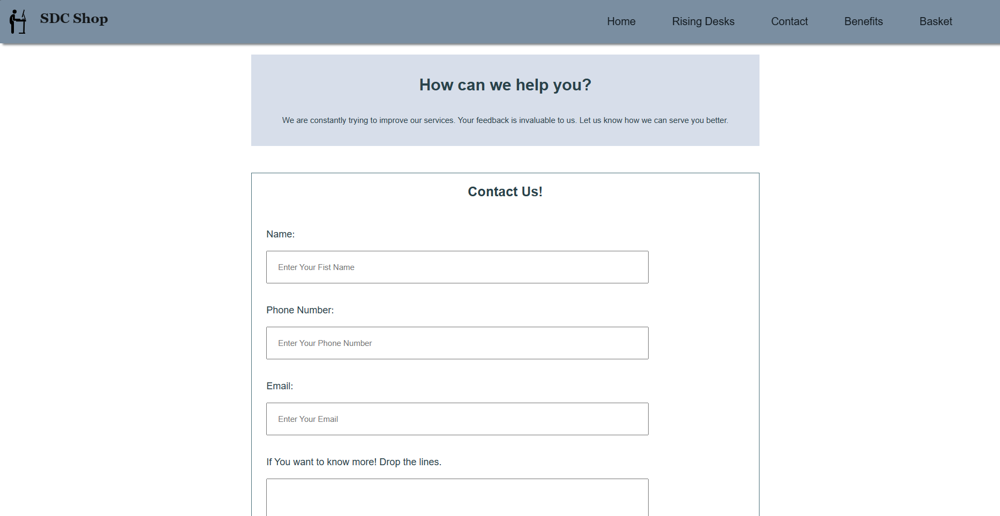 SDC Shop
Home Rising Desks Contact Benefits Basket
How can we help you?
We are constantly trying to improve our services. Your feedback is invaluable to us. Let us know how we can serve you better.
Contact Us!
Name:
Enter Your Fist Name
Phone Number:
Enter Your Phone Number
Email:
Enter Your Email
If You want to know more! Drop the lines.